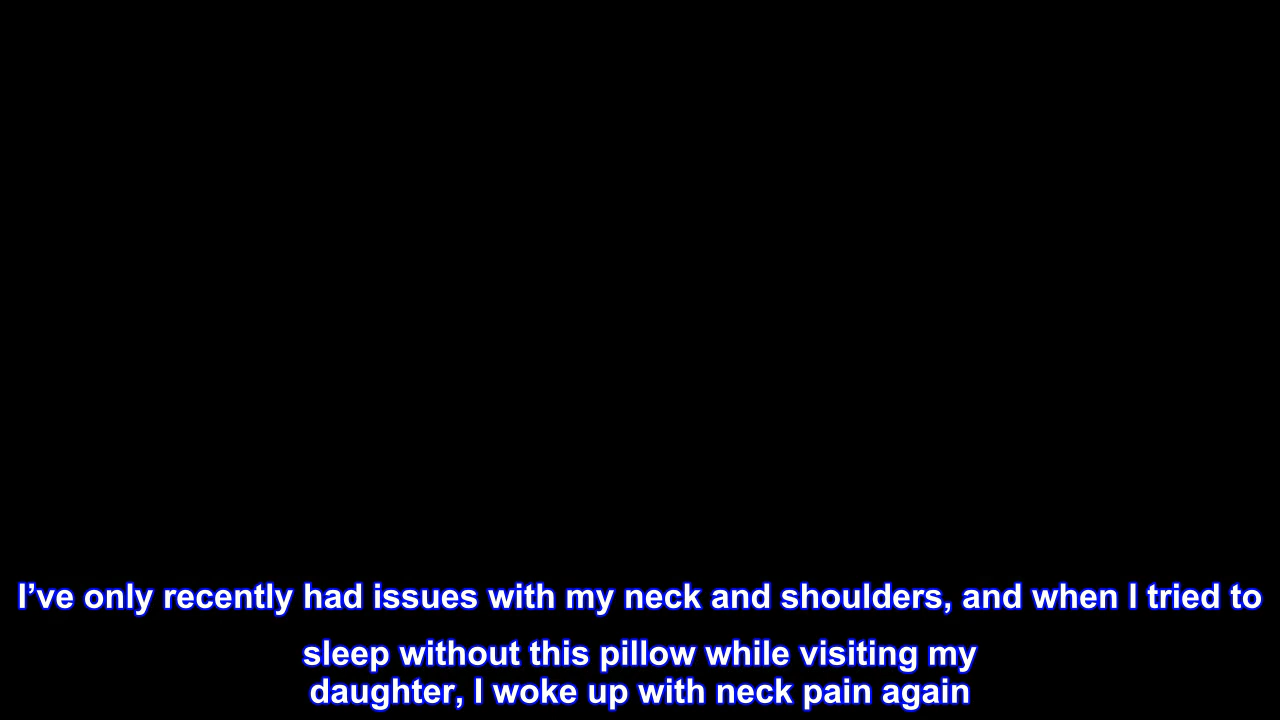 I’ve only recently had issues with my neck and shoulders, and when I tried to
sleep without this pillow while visiting my
daughter, I woke up with neck pain again